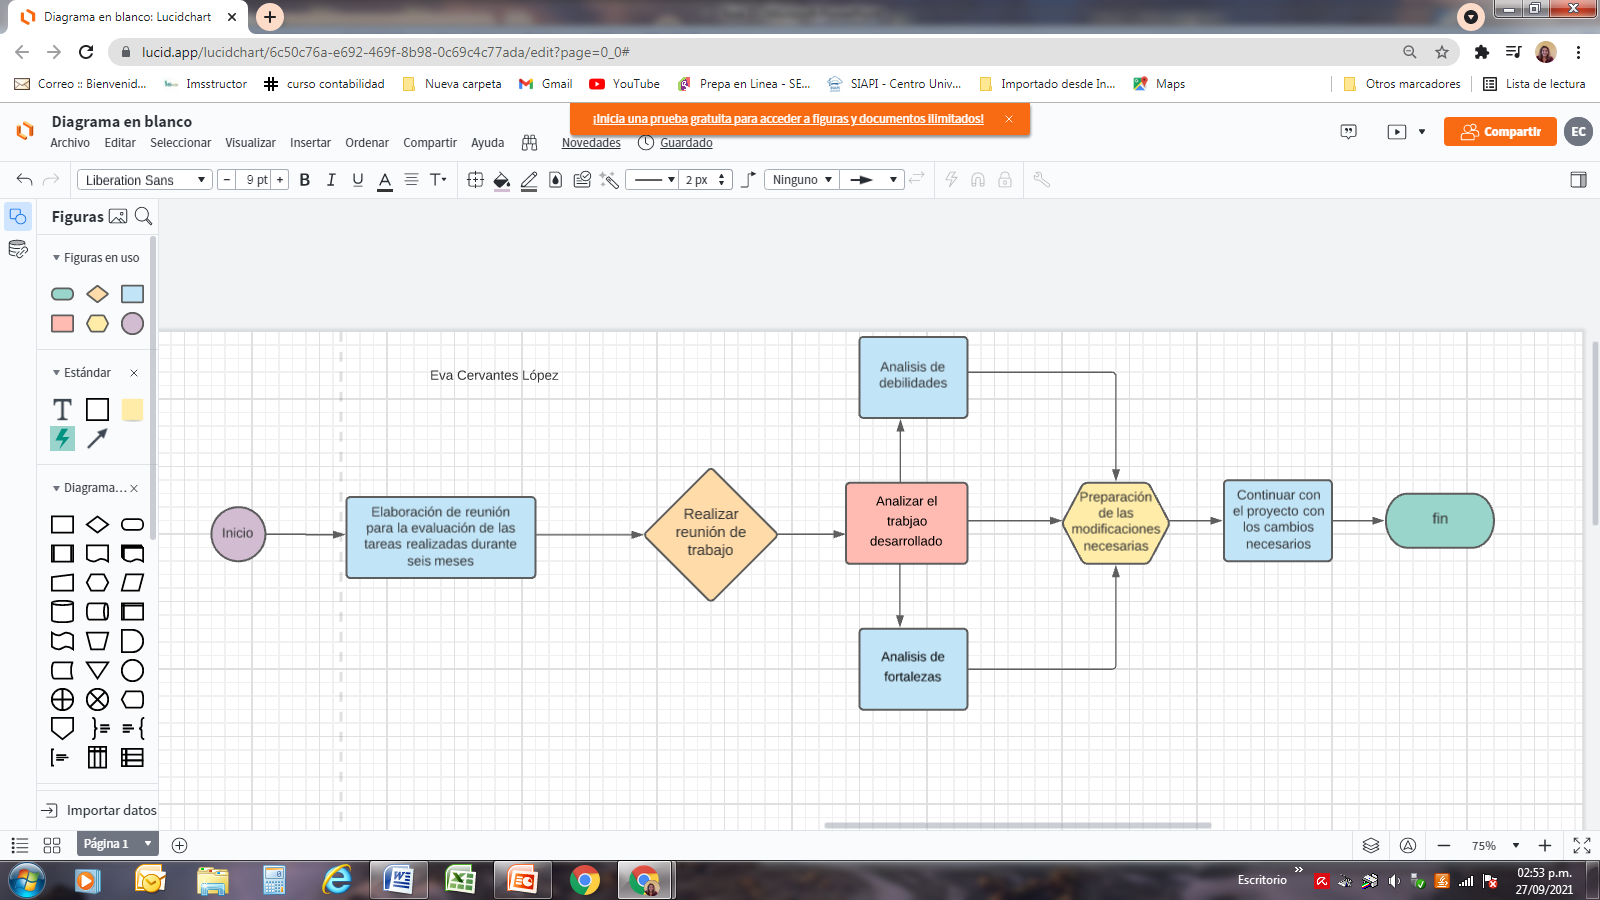 Diagrama en blanco: Lucidchart
lucid.app/lucidchart/6c50c76a-e692-469f-8b98-0c69c4c77ada/edit?page=0_0#
Correo :: Bienvenid...
Imsstructor
curso contabilidad
Nueva carpeta
Gmail
YouTube
Prepa en Linea - SE...
SIAPI - Centro Univ...
Importado desde In...
Maps
Otros marcadores
Lista de lectura
Diagrama en blanco
¡Inicia una prueba gratuita para acceder a figuras y documentos ilimitados!
Compartir
EC
Archivo
Editar
Seleccionar
Visualizar
Insertar
Ordenar
Compartir
Ayuda
Novedades
Guardado
Liberation Sans
9 pt
B
I
U
A
T
2 px
Ninguno
Figuras
Figuras en uso
Estándar
T
Diagrama...
Importar datos
Eva Cervantes López
Inicio
Elaboración de reunión
para la evaluación de las
tareas realizadas durante
seis meses
Realizar
reunión de
trabajo
Analisis de
debilidades
Analizar el
trabjao
desarrollado
Analisis de
fortalezas
Preparación
de las
modificaciones
necesarias
Continuar con
el proyecto con
los cambios
necesarios
fin
Página 1
75%
Escritorio
02:53 p.m.
27/09/2021